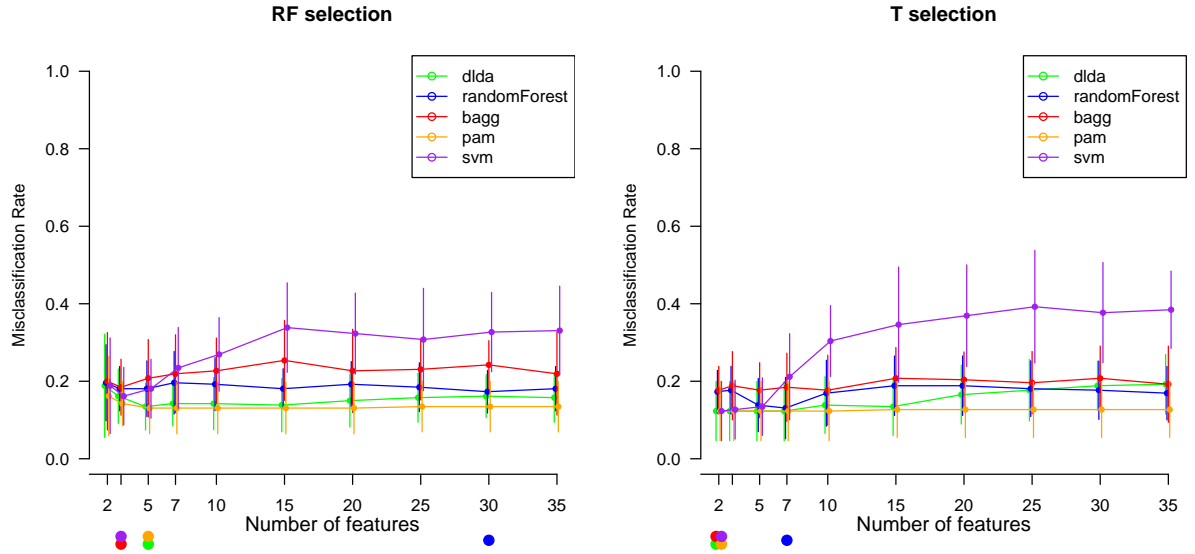 RF selection
1.0
0.8
0.6
0.4
0.2
0.0
Misclassification Rate
dlda
randomForest
bagg
pam
svm
2 5 7 10 15 20 25 30 35
Number of features
T selection
1.0
0.8
0.6
0.4
0.2
0.0
Misclassification Rate
dlda
randomForest
bagg
pam
svm
2 5 7 10 15 20 25 30 35
Number of features